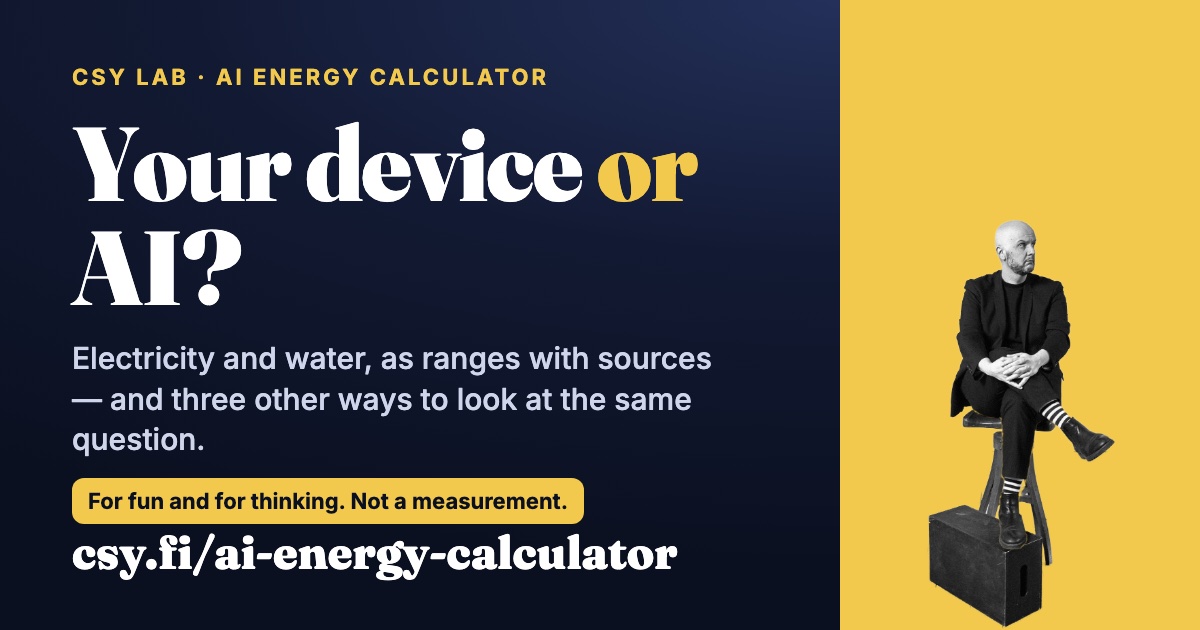 CSY LAB · AI ENERGY CALCULATOR
Your device or
AI?
Electricity and water, as ranges with sources
— and three other ways to look at the same
question.
For fun and for thinking. Not a measurement.
csy.fi/ai-energy-calculator